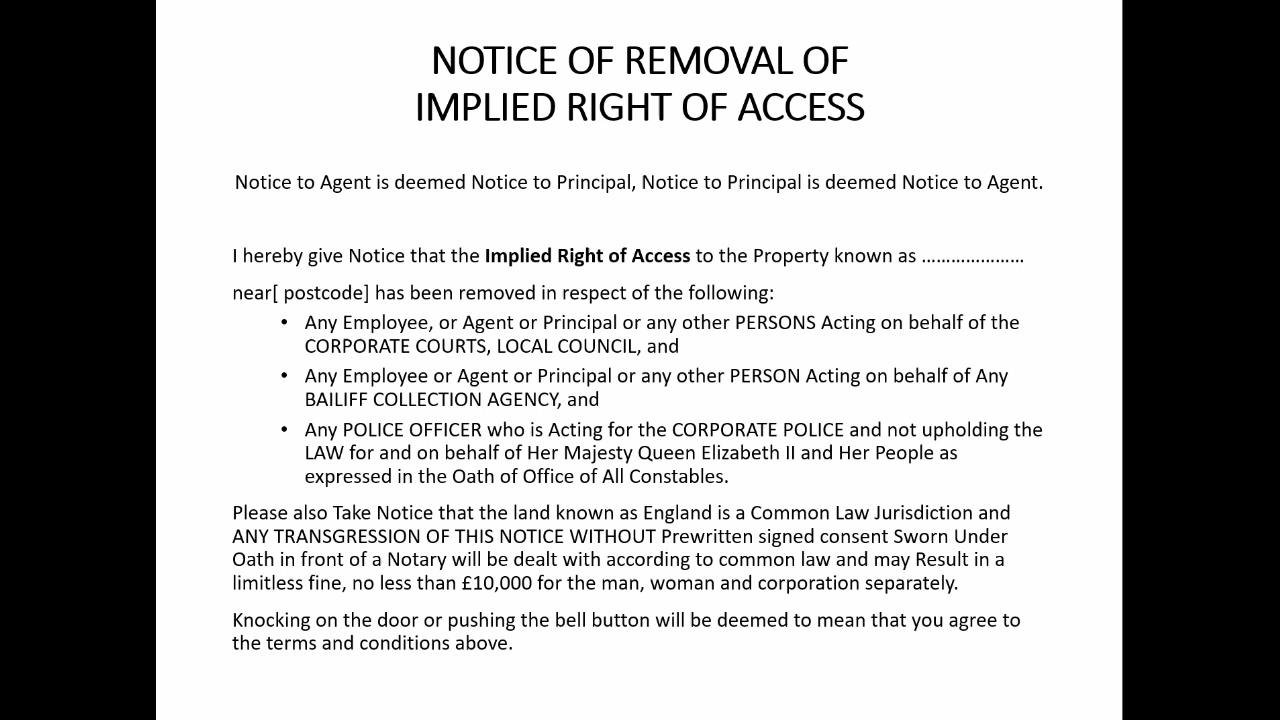 NOTICE OF REMOVAL OF
IMPLIED RIGHT OF ACCESS
Notice to Agent is deemed Notice to Principal, Notice to Principal is deemed Notice to Agent.
I hereby give Notice that the Implied Right of Access to the Property known as .....................
near[ postcode] has been removed in respect of the following:
• Any Employee, or Agent or Principal or any other PERSONS Acting on behalf of the
CORPORATE COURTS, LOCAL COUNCIL, and
• Any Employee or Agent or Principal or any other PERSON Acting on behalf of Any
BAILIFF COLLECTION AGENCY, and
• Any POLICE OFFICER who is Acting for the CORPORATE POLICE and not upholding the
LAW for and on behalf of Her Majesty Queen Elizabeth II and Her People as
expressed in the Oath of Office of All Constables.
Please also Take Notice that the land known as England is a Common Law Jurisdiction and
ANY TRANSGRESSION OF THIS NOTICE WITHOUT Prewritten signed consent Sworn Under
Oath in front of a Notary will be dealt with according to common law and may Result in a
limitless fine, no less than £10,000 for the man, woman and corporation separately.
Knocking on the door or pushing the bell button will be deemed to mean that you agree to
the terms and conditions above.